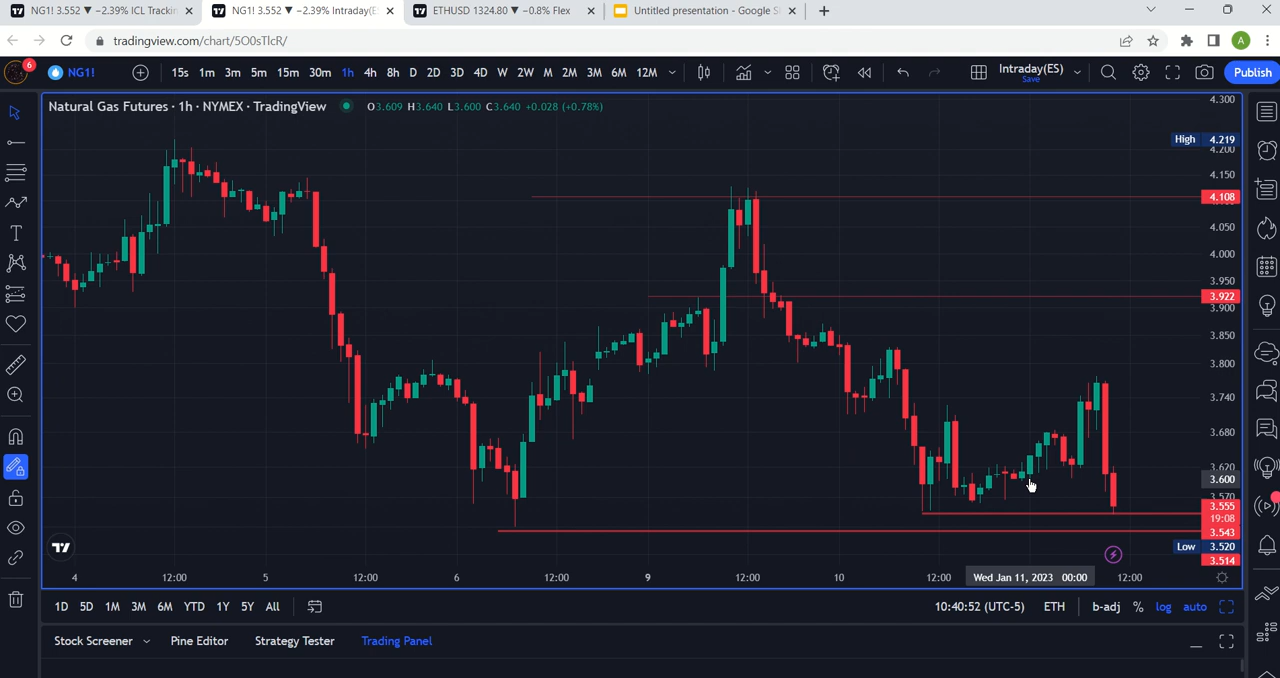 NG1! 3.552 ▼ −2.39% ICL Trackin
NG1! 3.552 ▼ −2.39% Intraday(E
ETHUSD 1324.80 ▼ −0.8% Flex
Untitled presentation - Google S
tradingview.com/chart/5O0sTlcR/
A
6
NG1!
15s 1m 3m 5m 15m 30m 1h 4h 8h D 2D 3D 4D W 2W M 2M 3M 6M 12M
Intraday(ES)
Save
Publish
Natural Gas Futures · 1h · NYMEX · TradingView
O3.609 H3.640 L3.600 C3.640 +0.028 (+0.78%)
4.300
High 4.219
4.200
4.150
4.108
4.050
4.000
3.950
3.922
3.900
3.850
3.800
3.740
3.680
3.620
3.600
3.570
3.555
19:08
3.543
Low 3.520
3.514
4 12:00 5 12:00 6 12:00 9 12:00 10 12:00 Wed Jan 11, 2023 00:00 12:00
1D 5D 1M 3M 6M YTD 1Y 5Y All
10:40:52 (UTC-5) ETH b-adj % log auto
Stock Screener Pine Editor Strategy Tester Trading Panel